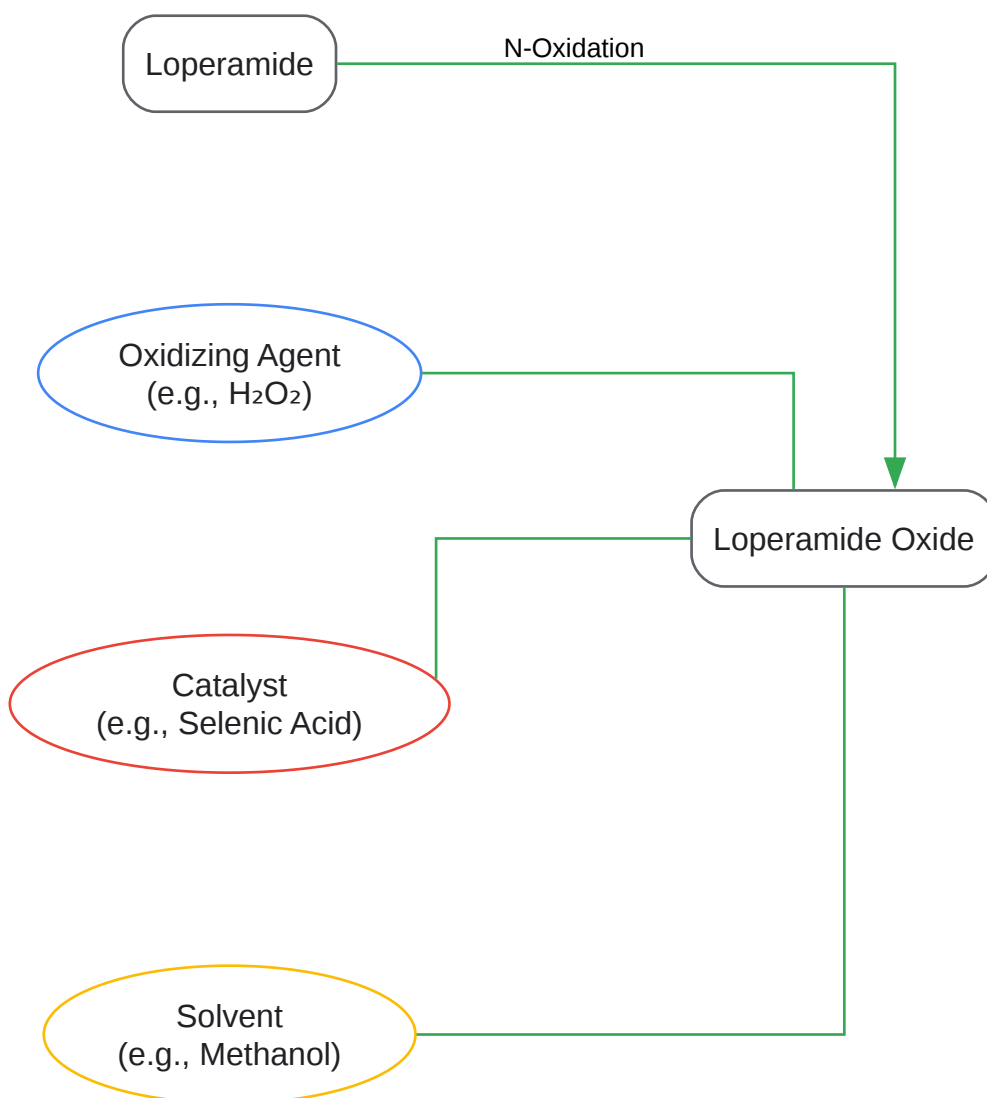 Loperamide
N-Oxidation
Oxidizing Agent
(e.g., H₂O₂)
Loperamide Oxide
Catalyst
(e.g., Selenic Acid)
Solvent
(e.g., Methanol)